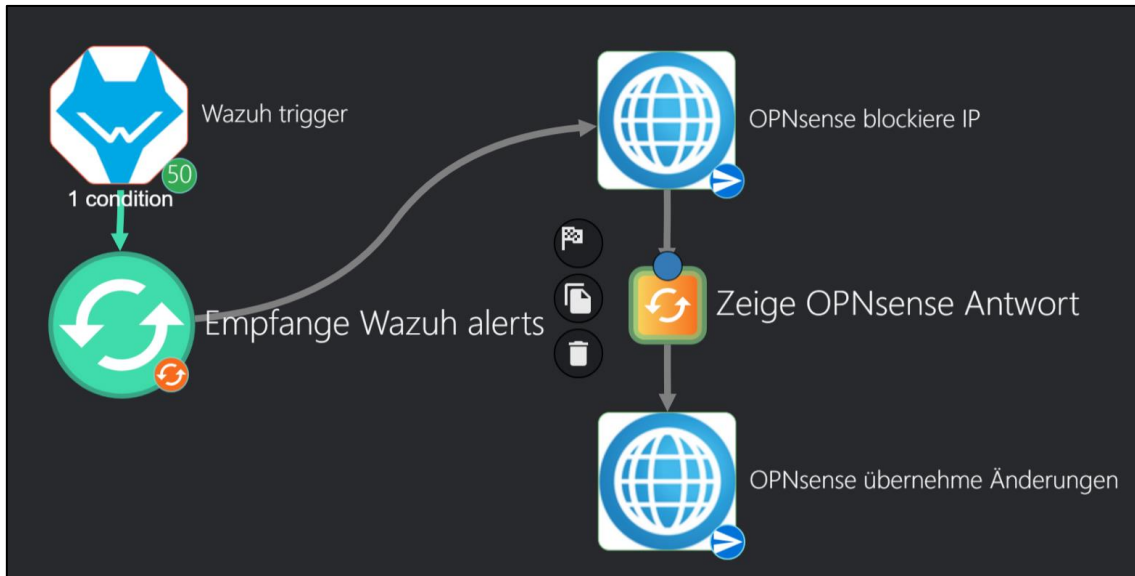 Wazuh trigger
50
1 condition
Empfange Wazuh alerts
OPNsense blockiere IP
Zeige OPNsense Antwort
OPNsense übernehme Änderungen